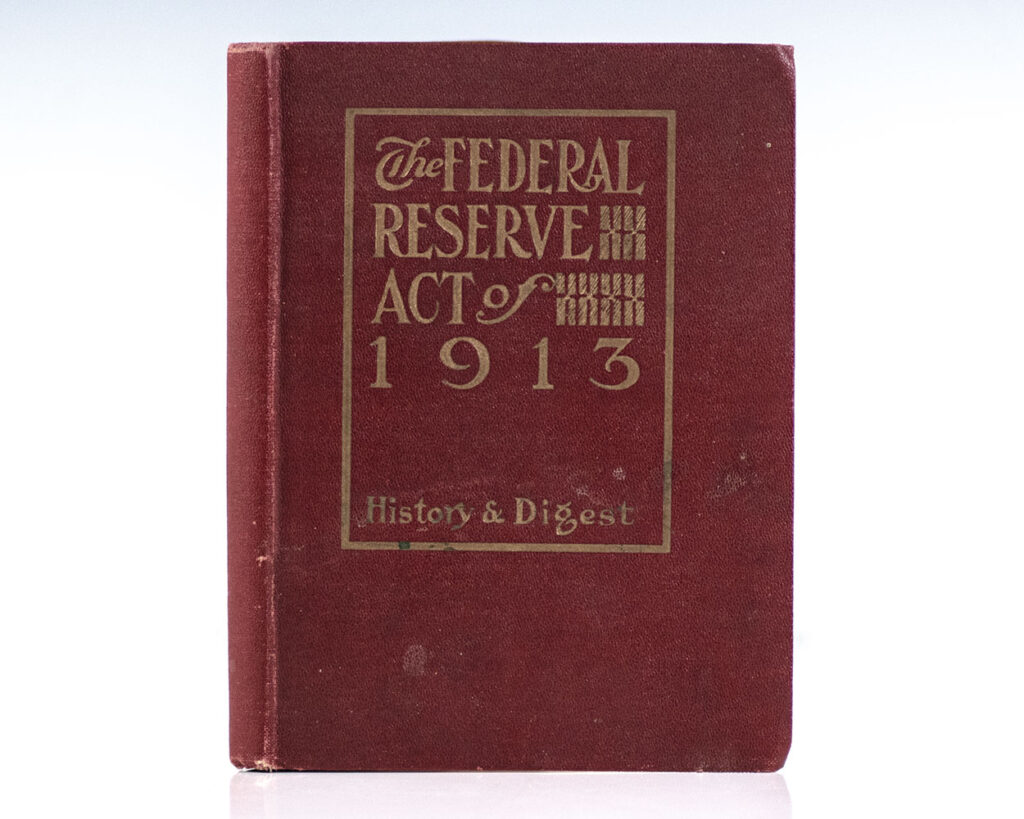 The FEDERAL
RESERVE
ACT of
1913
History & Digest